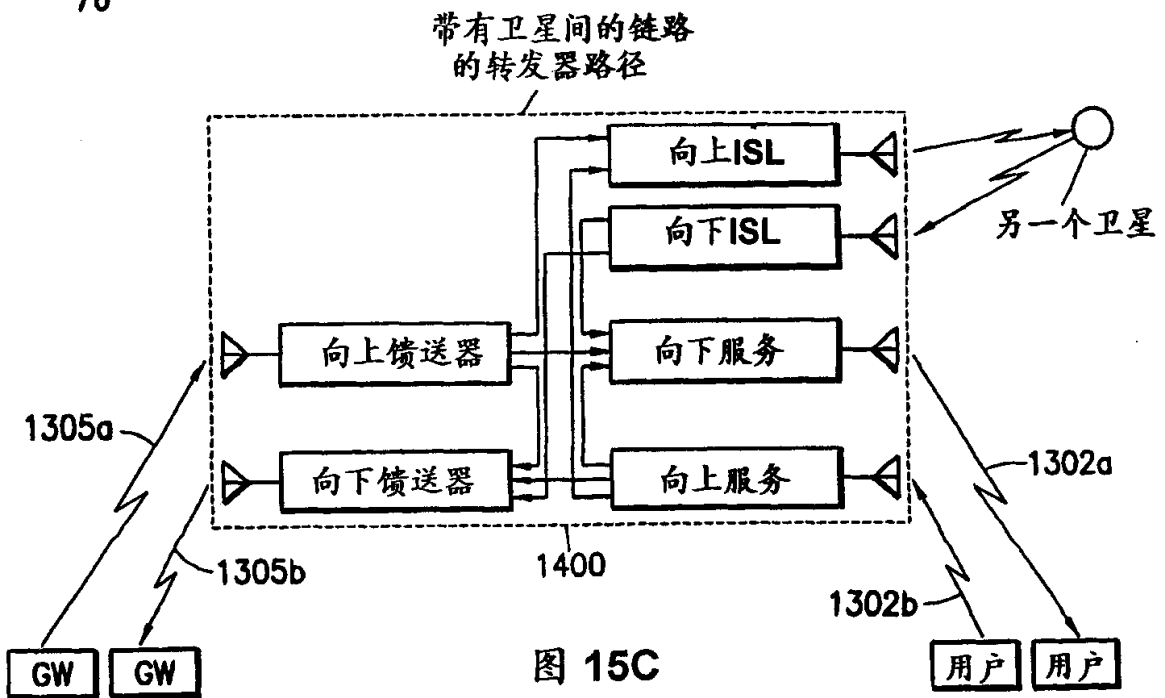 带有卫星间的链路
的转发器路径
向上ISL
向下ISL
另一个卫星
向上馈送器
向下服务
1305a
向下馈送器
向上服务
1302a
1305b
1400
1302b
GW
GW
图 15C
用户
用户